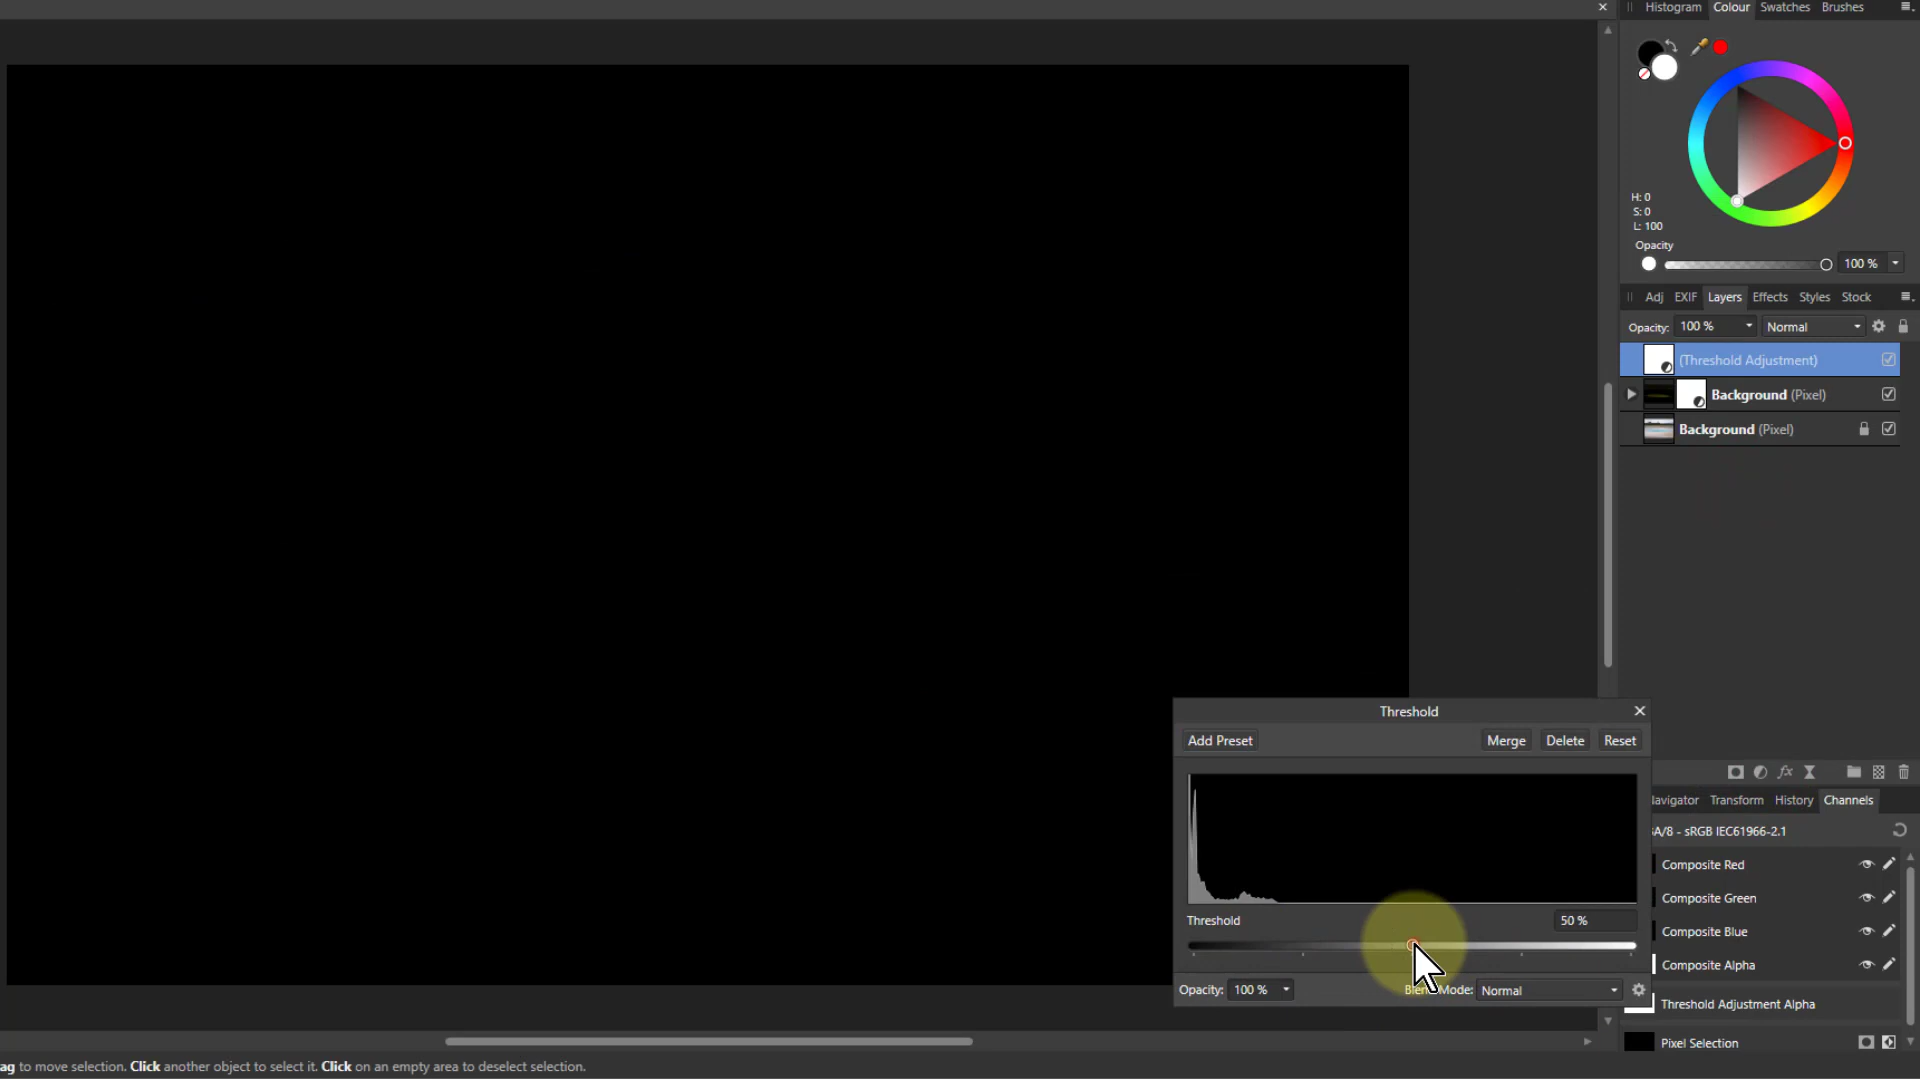 Histogram Colour Swatches Brushes
H: 0
S: 0
L: 100
Opacity
100 %
Adj EXIF Layers Effects Styles Stock
Opacity: 100 % Normal
(Threshold Adjustment)
Background (Pixel)
Background (Pixel)
Threshold
Add Preset Merge Delete Reset
Threshold 50 %
Opacity: 100 % Mode: Normal
avigator Transform History Channels
A/8 - sRGB IEC61966-2.1
Composite Red
Composite Green
Composite Blue
Composite Alpha
Threshold Adjustment Alpha
Pixel Selection
ag to move selection. Click another object to select it. Click on an empty area to deselect selection.